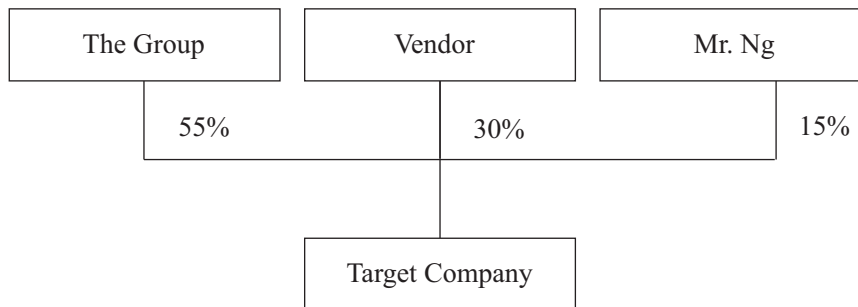 The Group
Vendor
Mr. Ng
55%
30%
15%
Target Company